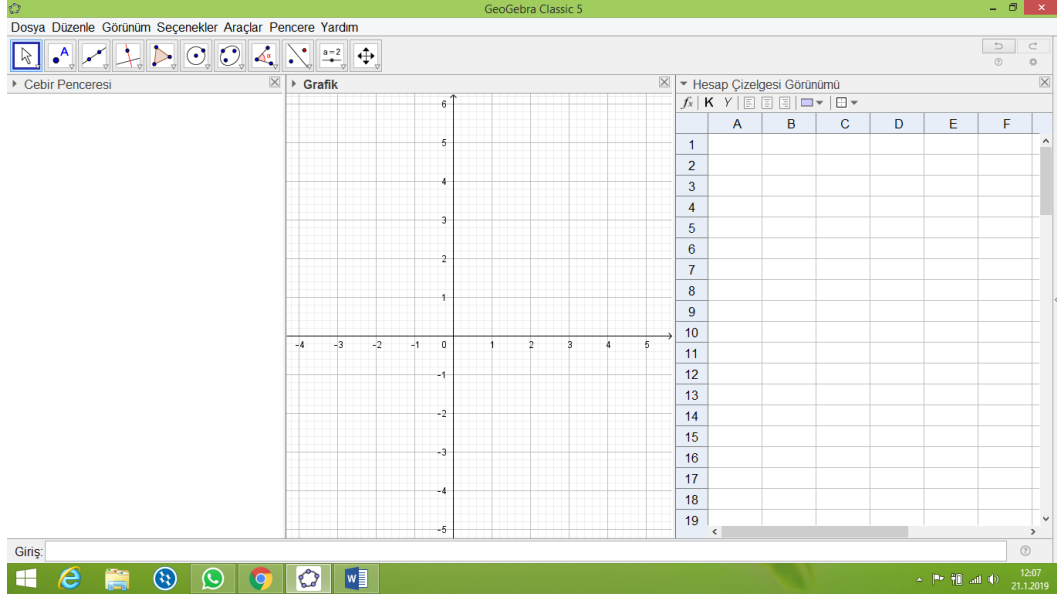 GeoGebra Classic 5
Dosya Düzenle Görünüm Seçenekler Araçlar Pencere Yardım
A
α
a=2
Cebir Penceresi
Grafik
Hesap Çizelgesi Görünümü
fx K Y
A B C D E F
1
2
3
4
5
6
7
8
9
10
11
12
13
14
15
16
17
18
19
6
5
4
3
2
1
-4 -3 -2 -1 0 1 2 3 4 5
-1
-2
-3
-4
-5
Giriş:
12:07
21.1.2019